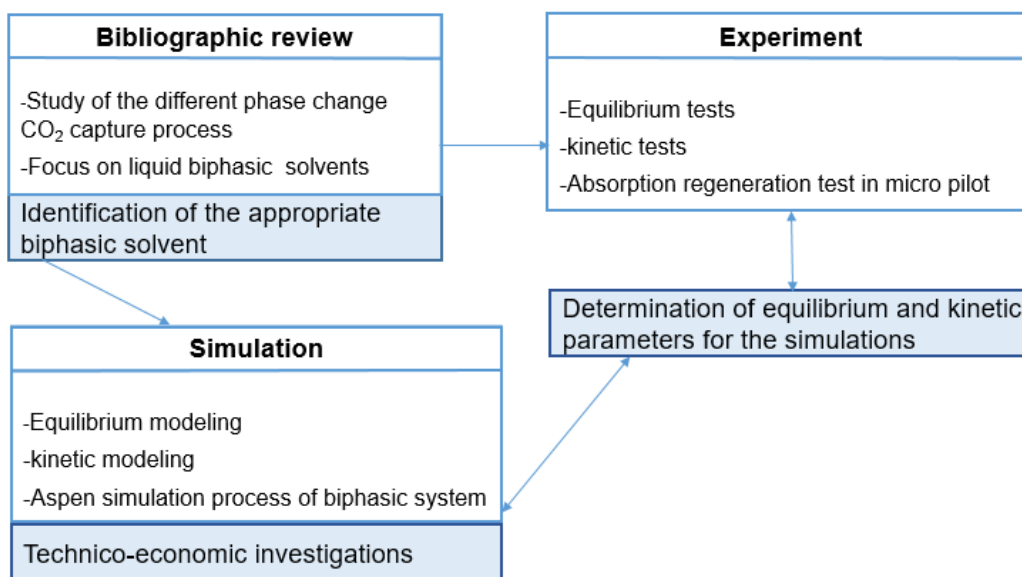 Bibliographic review
-Study of the different phase change
CO₂ capture process
-Focus on liquid biphasic solvents
Identification of the appropriate
biphasic solvent
Experiment
-Equilibrium tests
-kinetic tests
-Absorption regeneration test in micro pilot
Determination of equilibrium and kinetic
parameters for the simulations
Simulation
-Equilibrium modeling
-kinetic modeling
-Aspen simulation process of biphasic system
Technico-economic investigations